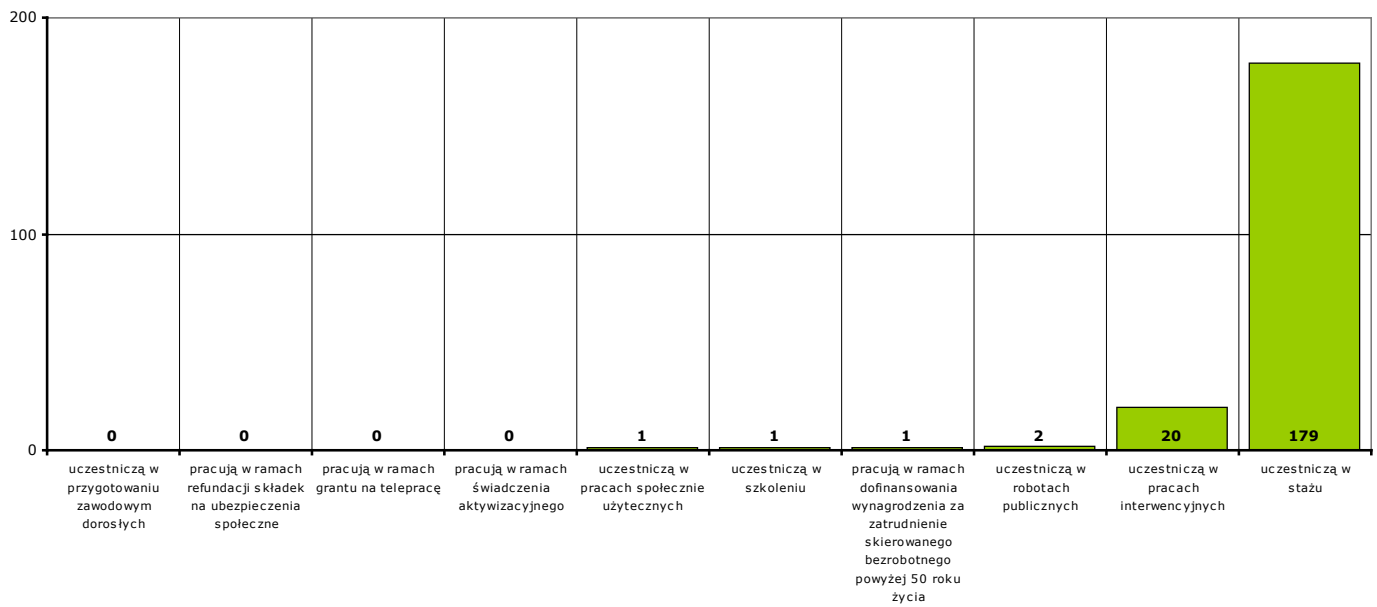 200
100
0
0
0
0
0
1
1
1
2
20
179
uczestniczą w
przygotowaniu
zawodowym
dorosłych
pracują w ramach
refundacji składek
na ubezpieczenia
społeczne
pracują w ramach
grantu na telepracę
pracują w ramach
świadczenia
aktywizacyjnego
uczestniczą w
pracach społecznie
użytecznych
uczestniczą w
szkoleniu
pracują w ramach
dofinansowania
wynagrodzenia za
zatrudnienie
skierowanego
bezrobotnego
powyżej 50 roku
życia
uczestniczą w
robotach
publicznych
uczestniczą w
pracach
interwencyjnych
uczestniczą w
stażu